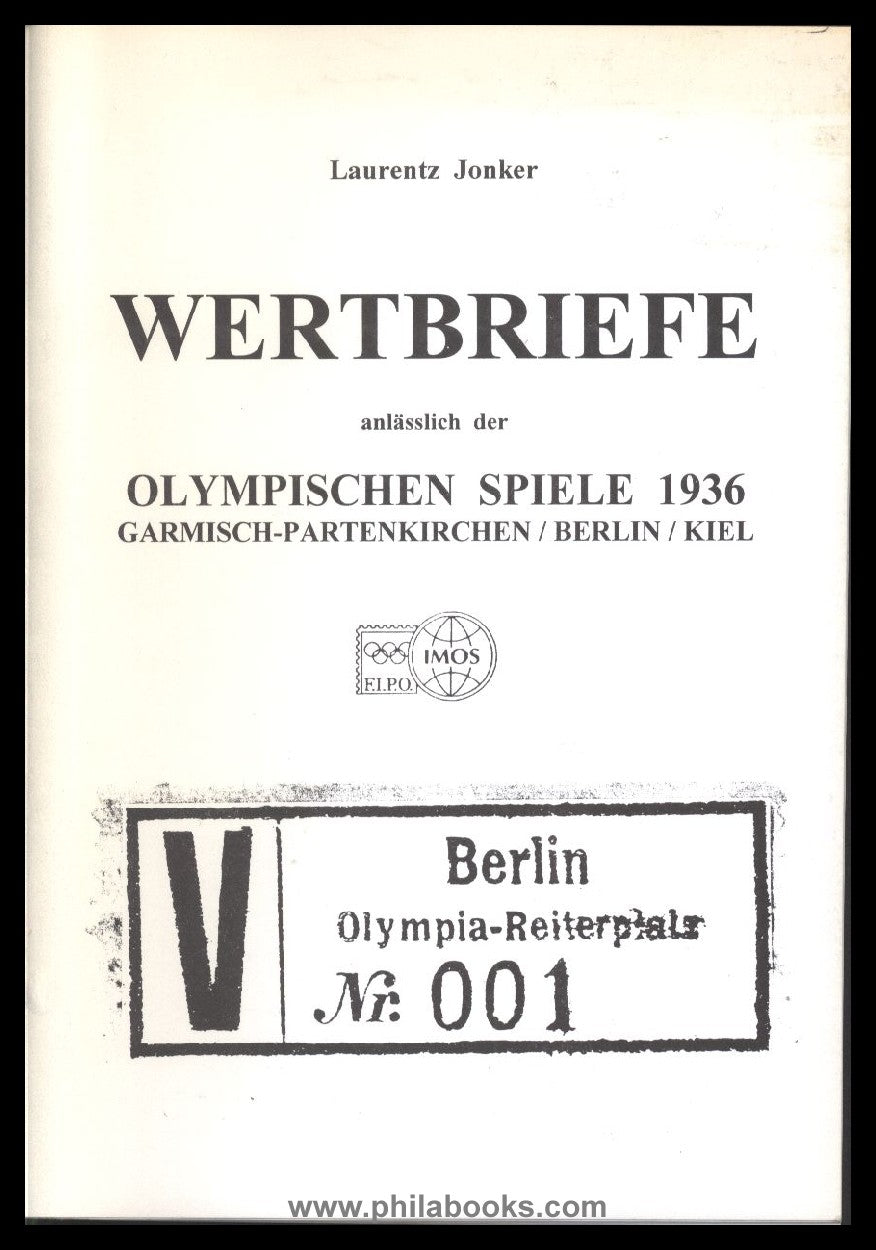 Laurentz Jonker
WERTBRIEFE
anlässlich der
OLYMPISCHEN SPIELE 1936
GARMISCH-PARTENKIRCHEN / BERLIN / KIEL
F.I.P.O.
IMOS
V
Berlin
Olympia-Reiterplatz
Nr. 001
www.philabooks.com